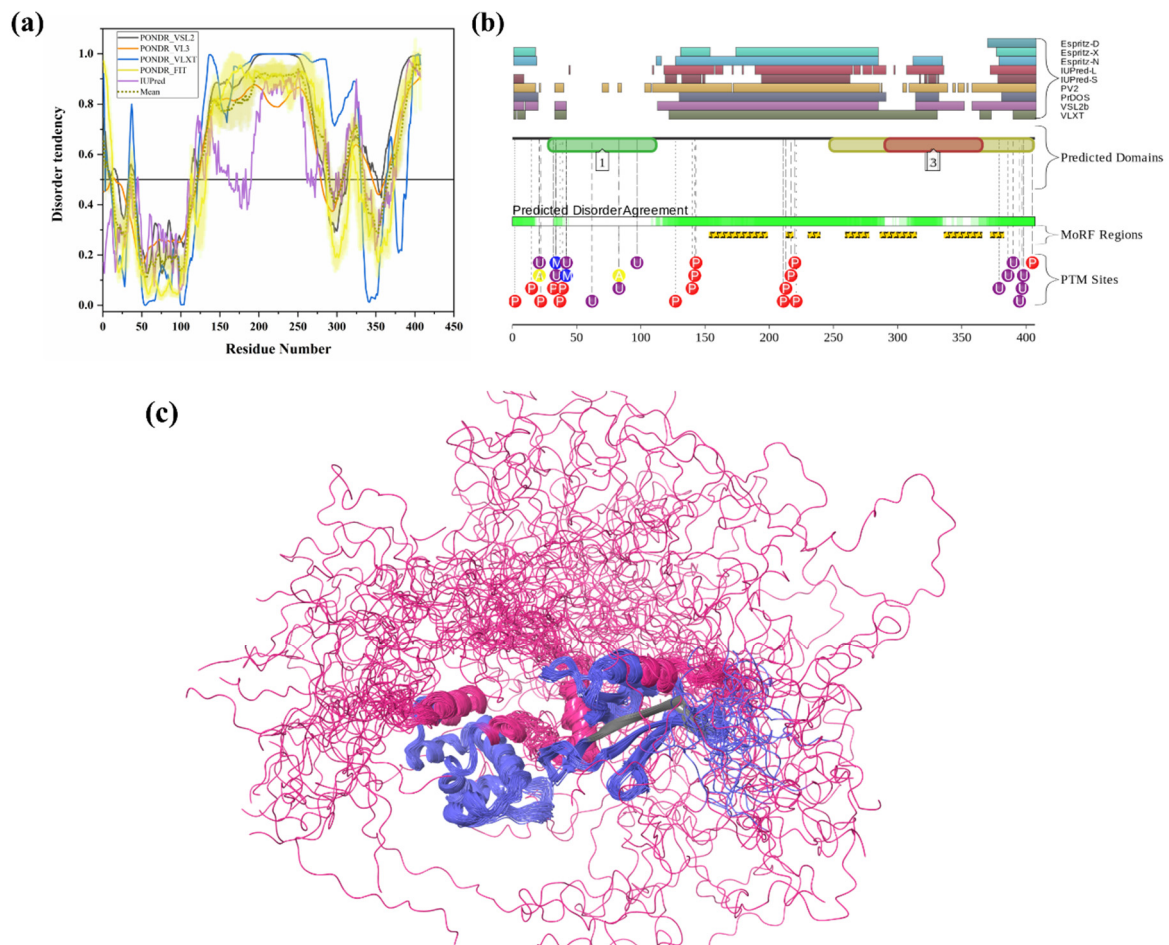 (a)
PONDR_VSL2
PONDR_VL3
PONDR_VLXT
PONDR_FIT
IUPred
Mean
Disorder tendency
1.0
0.8
0.6
0.4
0.2
0.0
0 50 100 150 200 250 300 350 400 450
Residue Number
(b)
Espritz-D
Espritz-X
Espritz-N
IUPred-L
IUPred-S
PV2
PrDOS
VSL2b
VLXT
1
3
Predicted Domains
Predicted Disorder Agreement
MoRF Regions
U M U U P
A U M A P
P P P U P
P P P U P P P
PTM Sites
U P
U U
U U
U
0 50 100 150 200 250 300 350 400
(c)